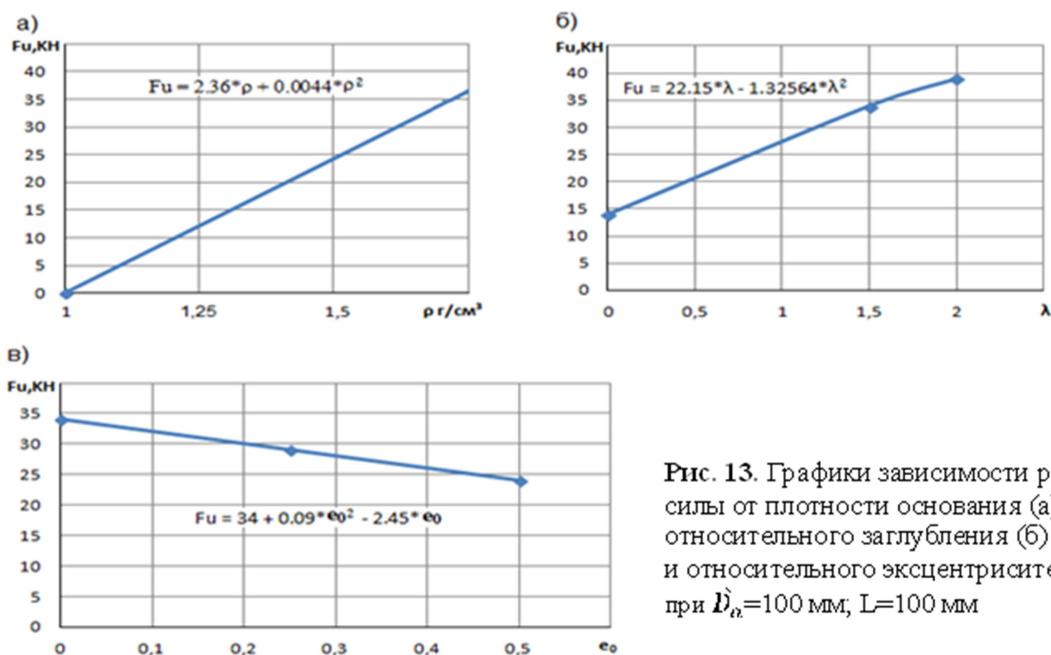 а)
Fu,КН
40
35
30
25
20
15
10
5
0
Fu = 2.36*ρ + 0.0044*ρ²
1 1,25 1,5 ρ г/см³
б)
Fu,КН
40
35
30
25
20
15
10
5
0
Fu = 22.15*λ - 1.32564*λ²
0 0,5 1 1,5 2 λ
в)
Fu,КН
35
30
25
20
15
10
5
0
Fu = 34 + 0.09*e₀² - 2.45*e₀
0 0,1 0,2 0,3 0,4 0,5 e₀
Рис. 13. Графики зависимости
силы от плотности основания (а)
относительного заглубления (б)
и относительного
при =100 мм; L=100 мм